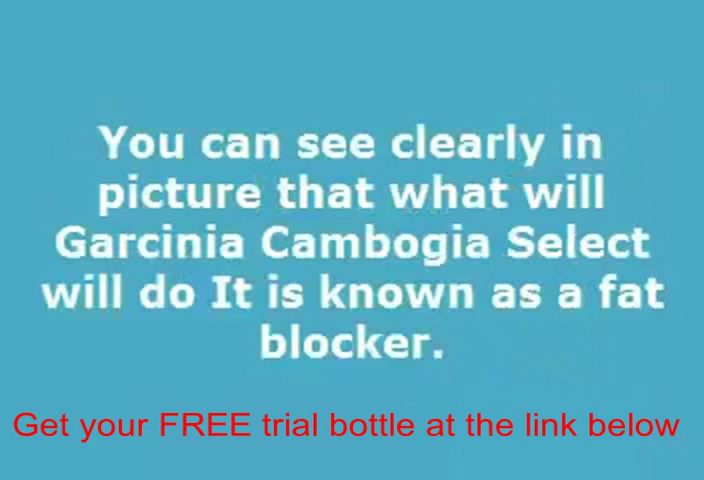 You can see clearly in
picture that what will
Garcinia Cambogia Select
will do It is known as a fat
blocker.
Get your FREE trial bottle at the link below